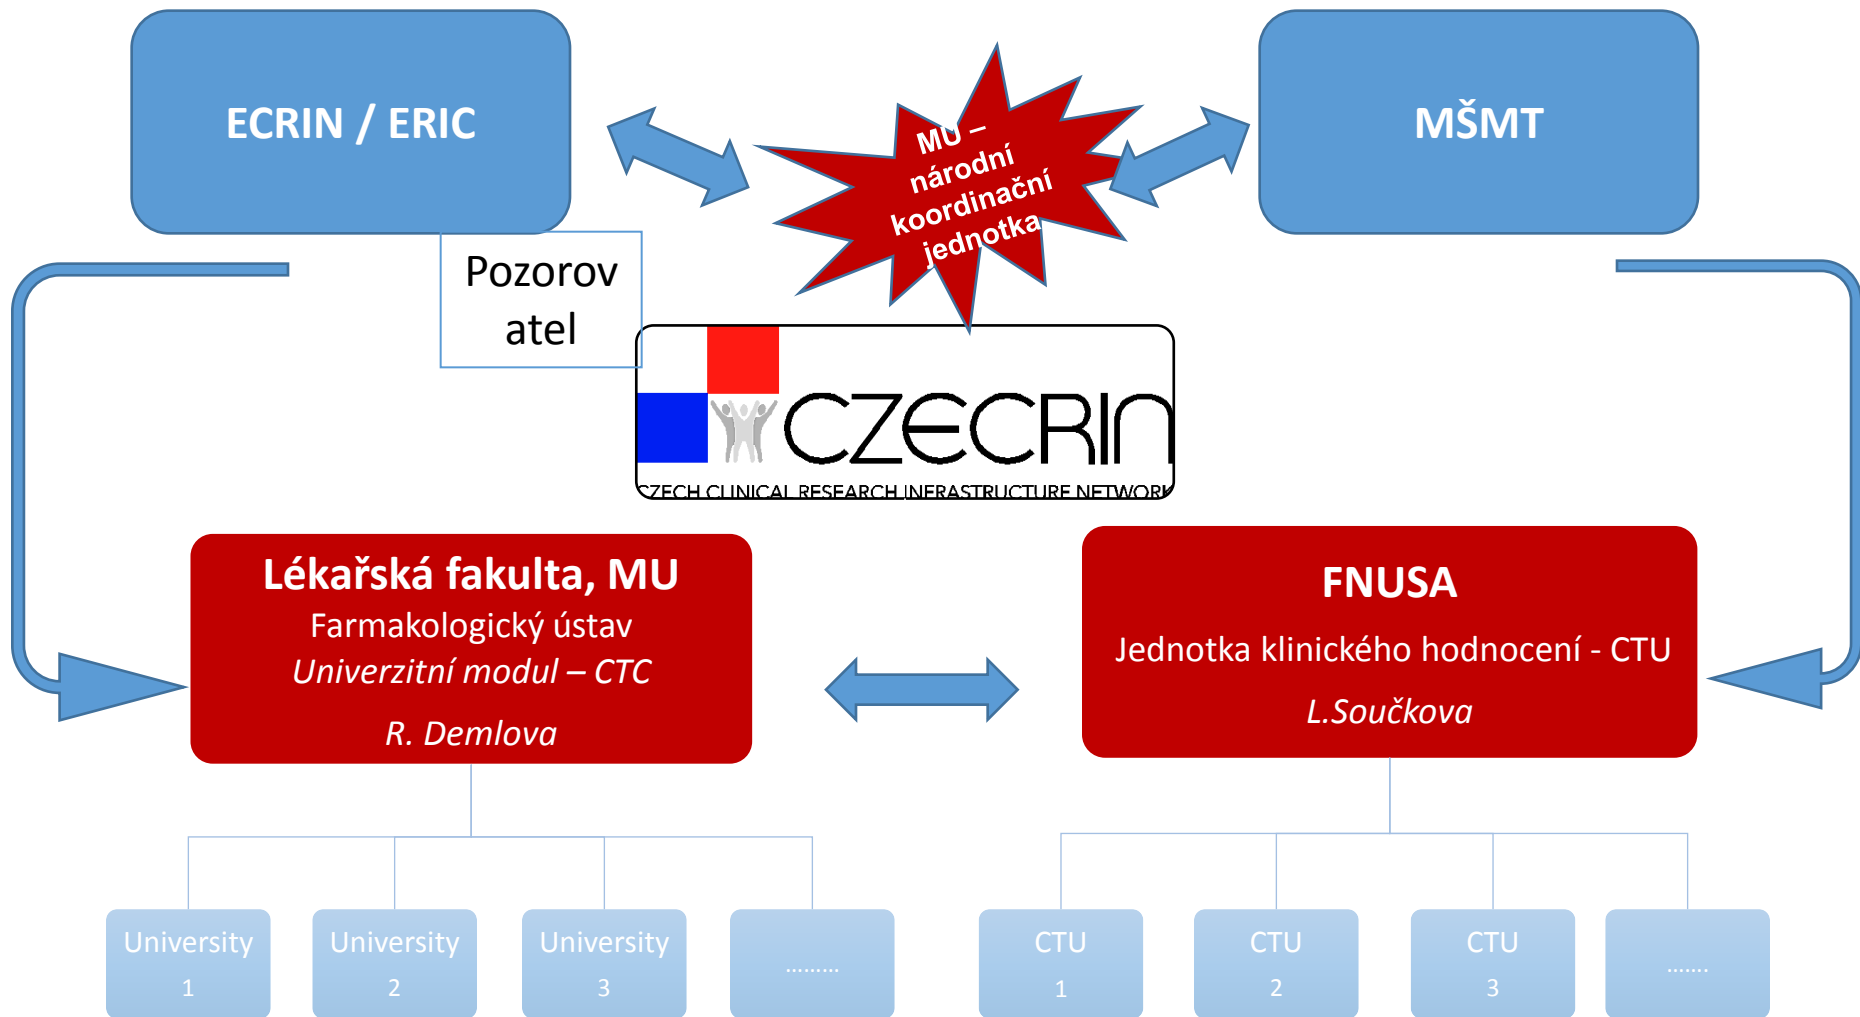 ECRIN / ERIC
MU –
národní
koordinační
jednotka
MŠMT
Pozorov
atel
CZECRIN
CZECH CLINICAL RESEARCH INFRASTRUCTURE NETWORK
Lékařská fakulta, MU
Farmakologický ústav
Univerzitní modul – CTC
R. Demlova
FNUSA
Jednotka klinického hodnocení - CTU
L.Součkova
University
1
University
2
University
3
.........
CTU
1
CTU
2
CTU
3
.......